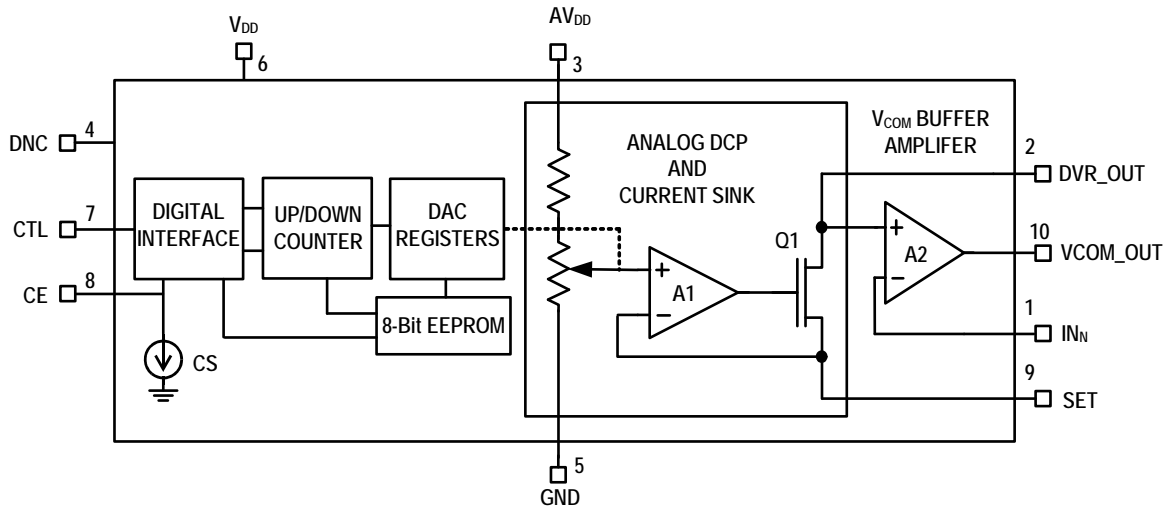 VDD
6
AVDD
3
DNC
4
CTL
7
CE
8
DIGITAL
INTERFACE
UP/DOWN
COUNTER
DAC
REGISTERS
8-Bit EEPROM
CS
ANALOG DCP
AND
CURRENT SINK
+
A1
−
Q1
VCOM BUFFER
AMPLIFER
+
A2
−
2
DVR_OUT
10
VCOM_OUT
1
INN
9
SET
5
GND